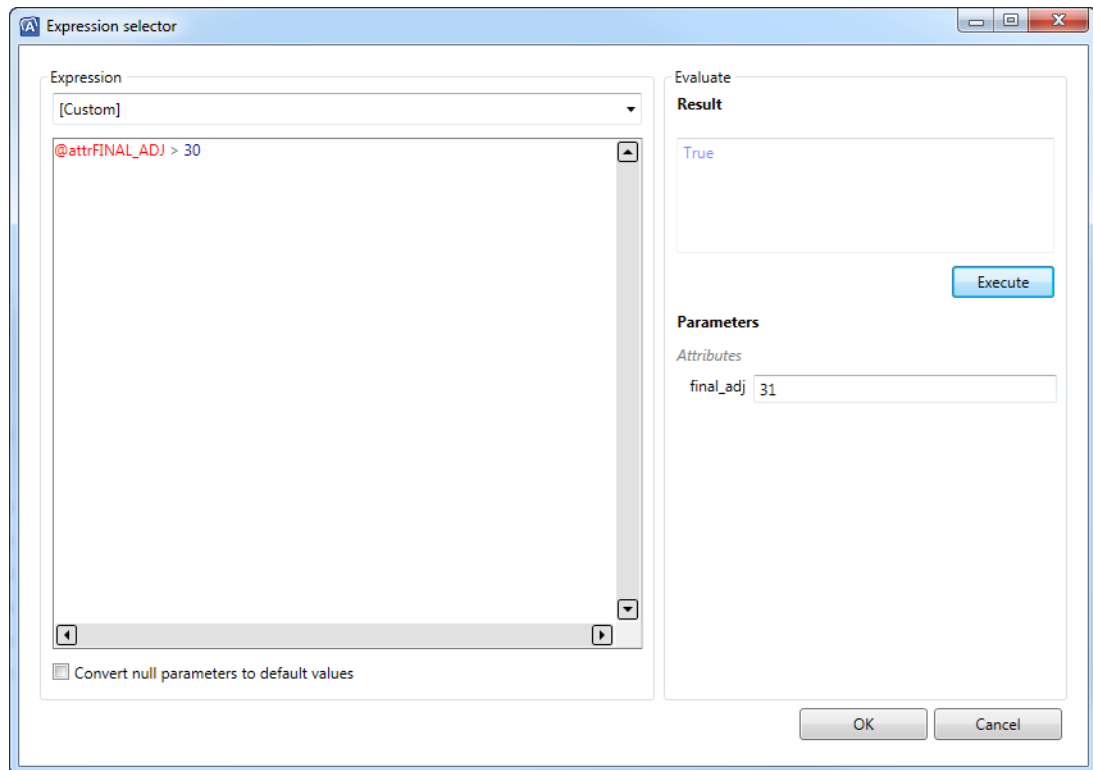 Expression selector
Expression
[Custom]
@attrFINAL_ADJ > 30
Convert null parameters to default values
Evaluate
Result
True
Execute
Parameters
Attributes
final_adj 31
OK Cancel